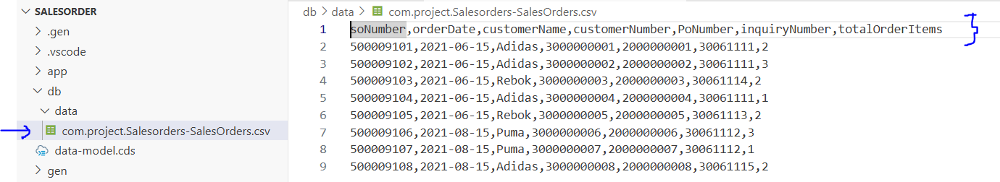 SALESORDER
.gen
.vscode
app
db
data
com.project.Salesorders-SalesOrders.csv
data-model.cds
gen
db > data > com.project.Salesorders-SalesOrders.csv
1 soNumber,orderDate,customerName,customerNumber,PoNumber,inquiryNumber,totalOrderItems
2 500009101,2021-06-15,Adidas,3000000001,2000000001,30061111,2
3 500009102,2021-06-15,Adidas,3000000002,2000000002,30061111,3
4 500009103,2021-06-15,Rebok,3000000003,2000000003,30061114,2
5 500009104,2021-06-15,Adidas,3000000004,2000000004,30061111,1
6 500009105,2021-06-15,Rebok,3000000005,2000000005,30061113,2
7 500009106,2021-08-15,Puma,3000000006,2000000006,30061112,3
8 500009107,2021-08-15,Puma,3000000007,2000000007,30061112,1
9 500009108,2021-08-15,Adidas,3000000008,2000000008,30061115,2